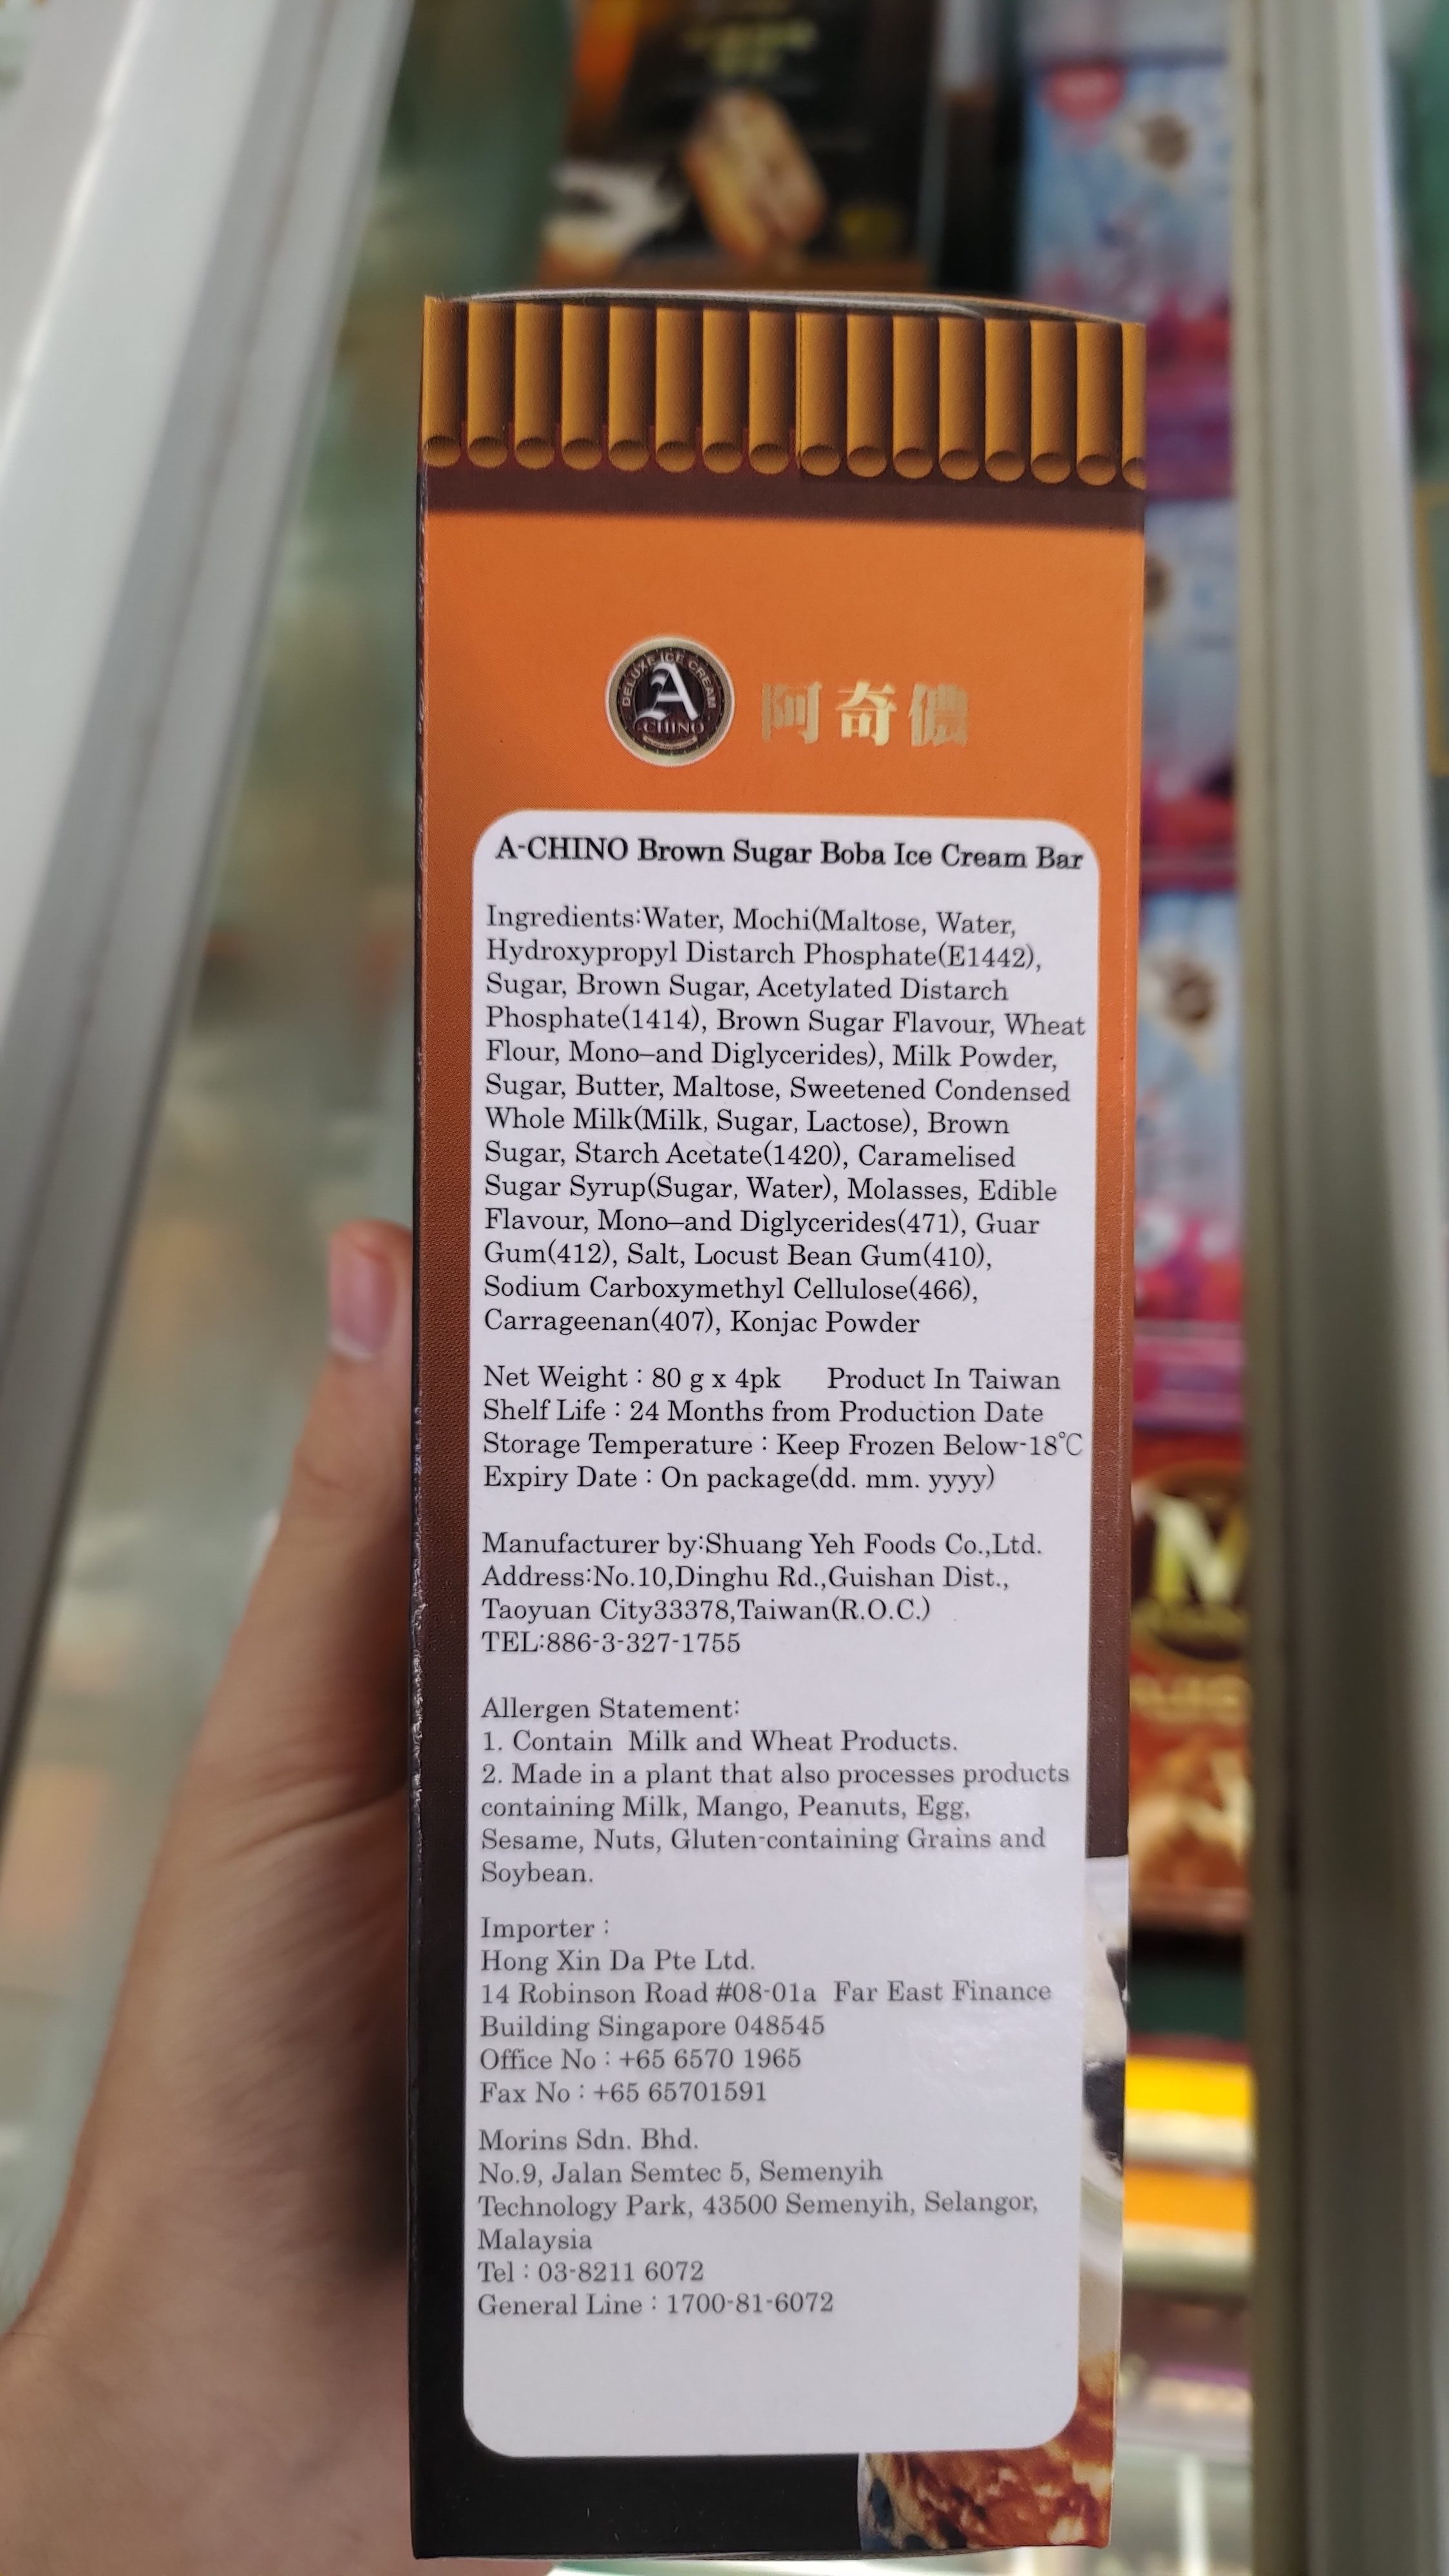 DELUXE ICE CREAM
A
CHINO
阿奇儂
A-CHINO Brown Sugar Boba Ice Cream Bar
Ingredients:Water, Mochi(Maltose, Water,
Hydroxypropyl Distarch Phosphate(E1442),
Sugar, Brown Sugar, Acetylated Distarch
Phosphate(1414), Brown Sugar Flavour, Wheat
Flour, Mono–and Diglycerides), Milk Powder,
Sugar, Butter, Maltose, Sweetened Condensed
Whole Milk(Milk, Sugar, Lactose), Brown
Sugar, Starch Acetate(1420), Caramelised
Sugar Syrup(Sugar, Water), Molasses, Edible
Flavour, Mono–and Diglycerides(471), Guar
Gum(412), Salt, Locust Bean Gum(410),
Sodium Carboxymethyl Cellulose(466),
Carrageenan(407), Konjac Powder
Net Weight : 80 g x 4pk Product In Taiwan
Shelf Life : 24 Months from Production Date
Storage Temperature : Keep Frozen Below-18℃
Expiry Date : On package(dd. mm. yyyy)
Manufacturer by:Shuang Yeh Foods Co.,Ltd.
Address:No.10,Dinghu Rd.,Guishan Dist.,
Taoyuan City33378,Taiwan(R.O.C.)
TEL:886-3-327-1755
Allergen Statement:
1. Contain Milk and Wheat Products.
2. Made in a plant that also processes products
containing Milk, Mango, Peanuts, Egg,
Sesame, Nuts, Gluten-containing Grains and
Soybean.
Importer :
Hong Xin Da Pte Ltd.
14 Robinson Road #08-01a Far East Finance
Building Singapore 048545
Office No : +65 6570 1965
Fax No : +65 65701591
Morins Sdn. Bhd.
No.9, Jalan Semtec 5, Semenyih
Technology Park, 43500 Semenyih, Selangor,
Malaysia
Tel : 03-8211 6072
General Line : 1700-81-6072